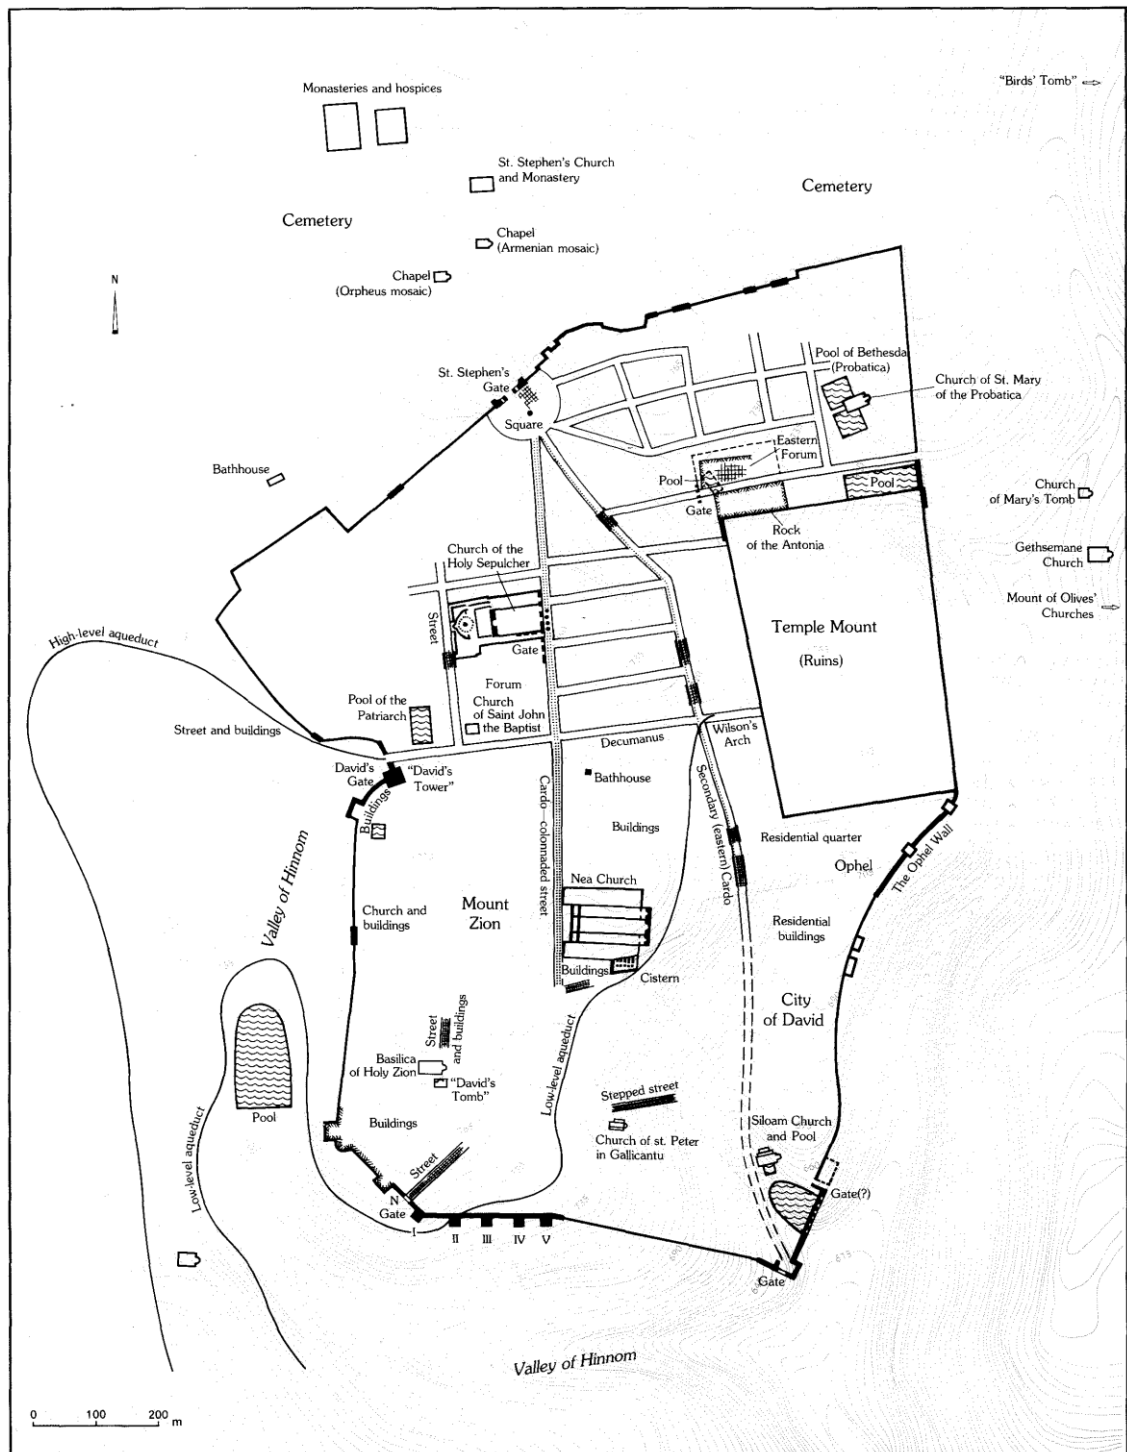 Monasteries and hospices
"Birds' Tomb"
St. Stephen's Church
and Monastery
Cemetery
Cemetery
Chapel
(Armenian mosaic)
Chapel
(Orpheus mosaic)
N
St. Stephen's
Gate
Square
Pool of Bethesda
(Probatica)
Church of St. Mary
of the Probatica
Eastern
Forum
Bathhouse
Pool
Pool
Gate
Rock
of the Antonia
Church
of Mary's Tomb
Gethsemane
Church
Mount of Olives'
Churches
Church of the
Holy Sepulcher
Street
Gate
Temple Mount
(Ruins)
High-level aqueduct
Forum
Church
of Saint John
the Baptist
Pool of the
Patriarch
Street and buildings
Decumanus
Wilson's
Arch
David's
Gate
"David's
Tower"
Buildings
Bathhouse
Cardo—colonnaded street
Secondary (eastern) Cardo
Buildings
Residential quarter
Ophel
The Ophel Wall
Valley of Hinnom
Nea Church
Church and
buildings
Mount
Zion
Residential
buildings
Buildings
Cistern
City
of David
Street
and buildings
Basilica
of Holy Zion
"David's
Tomb"
Low-level aqueduct
Stepped street
Pool
Low-level aqueduct
Buildings
Church of st. Peter
in Gallicantu
Siloam Church
and Pool
Street
N
Gate
I
II
III
IV
V
Gate(?)
Gate
Valley of Hinnom
0
100
200
m